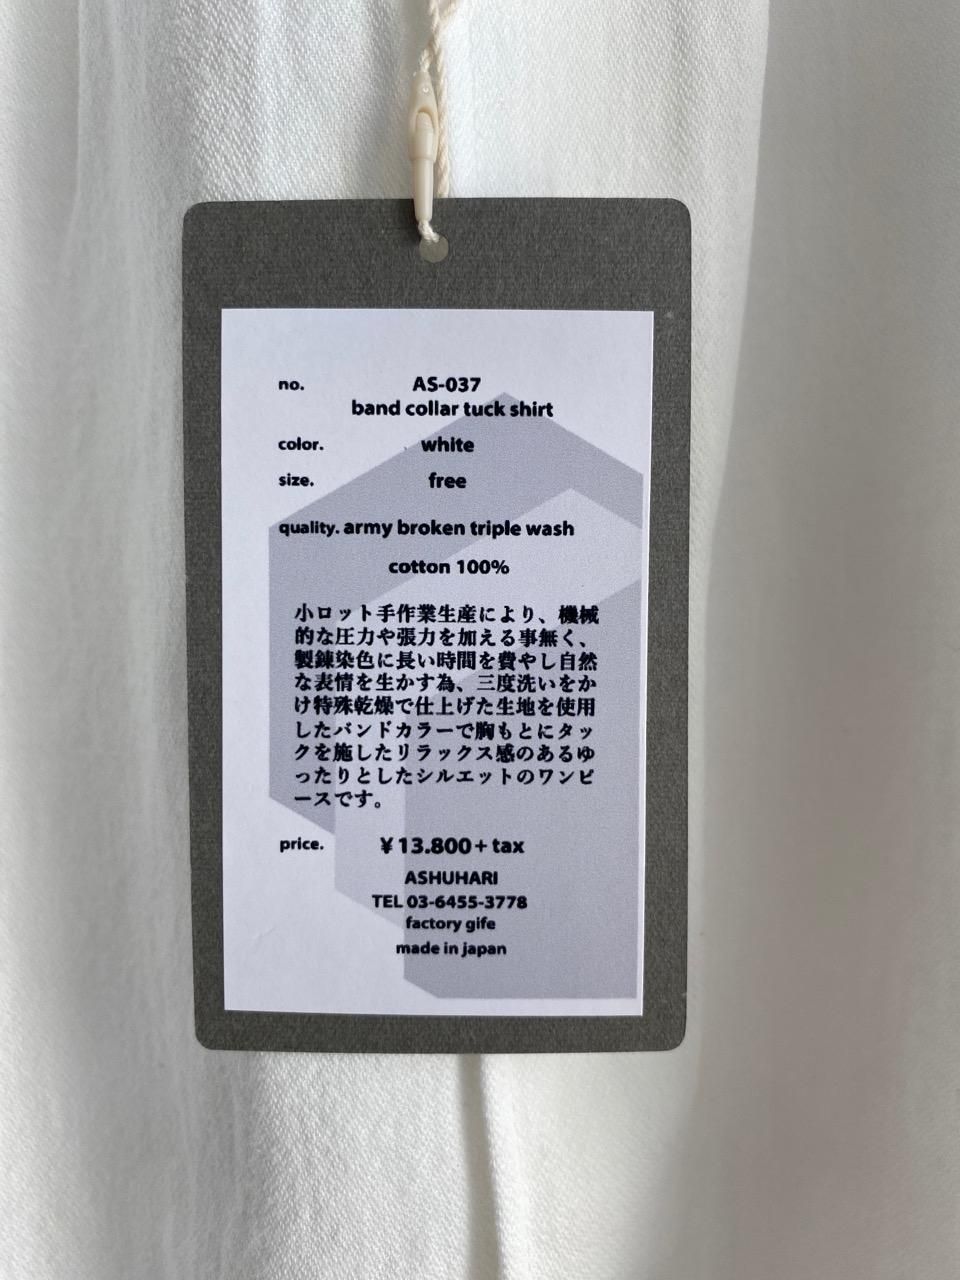 no. AS-037
band collar tuck shirt
color. white
size. free
quality. army broken triple wash
cotton 100%
小ロット手作業生産により、機械
的な圧力や張力を加える事無く、
製錬染色に長い時間を費やし自然
な表情を生かす為、三度洗いをか
け特殊乾燥で仕上げた生地を使用
したバンドカラーで胸もとにタッ
クを施したリラックス感のあるゆ
ったりとしたシルエットのワンピ
ースです。
price. ¥13.800+tax
ASHUHARI
TEL 03-6455-3778
factory gife
made in japan